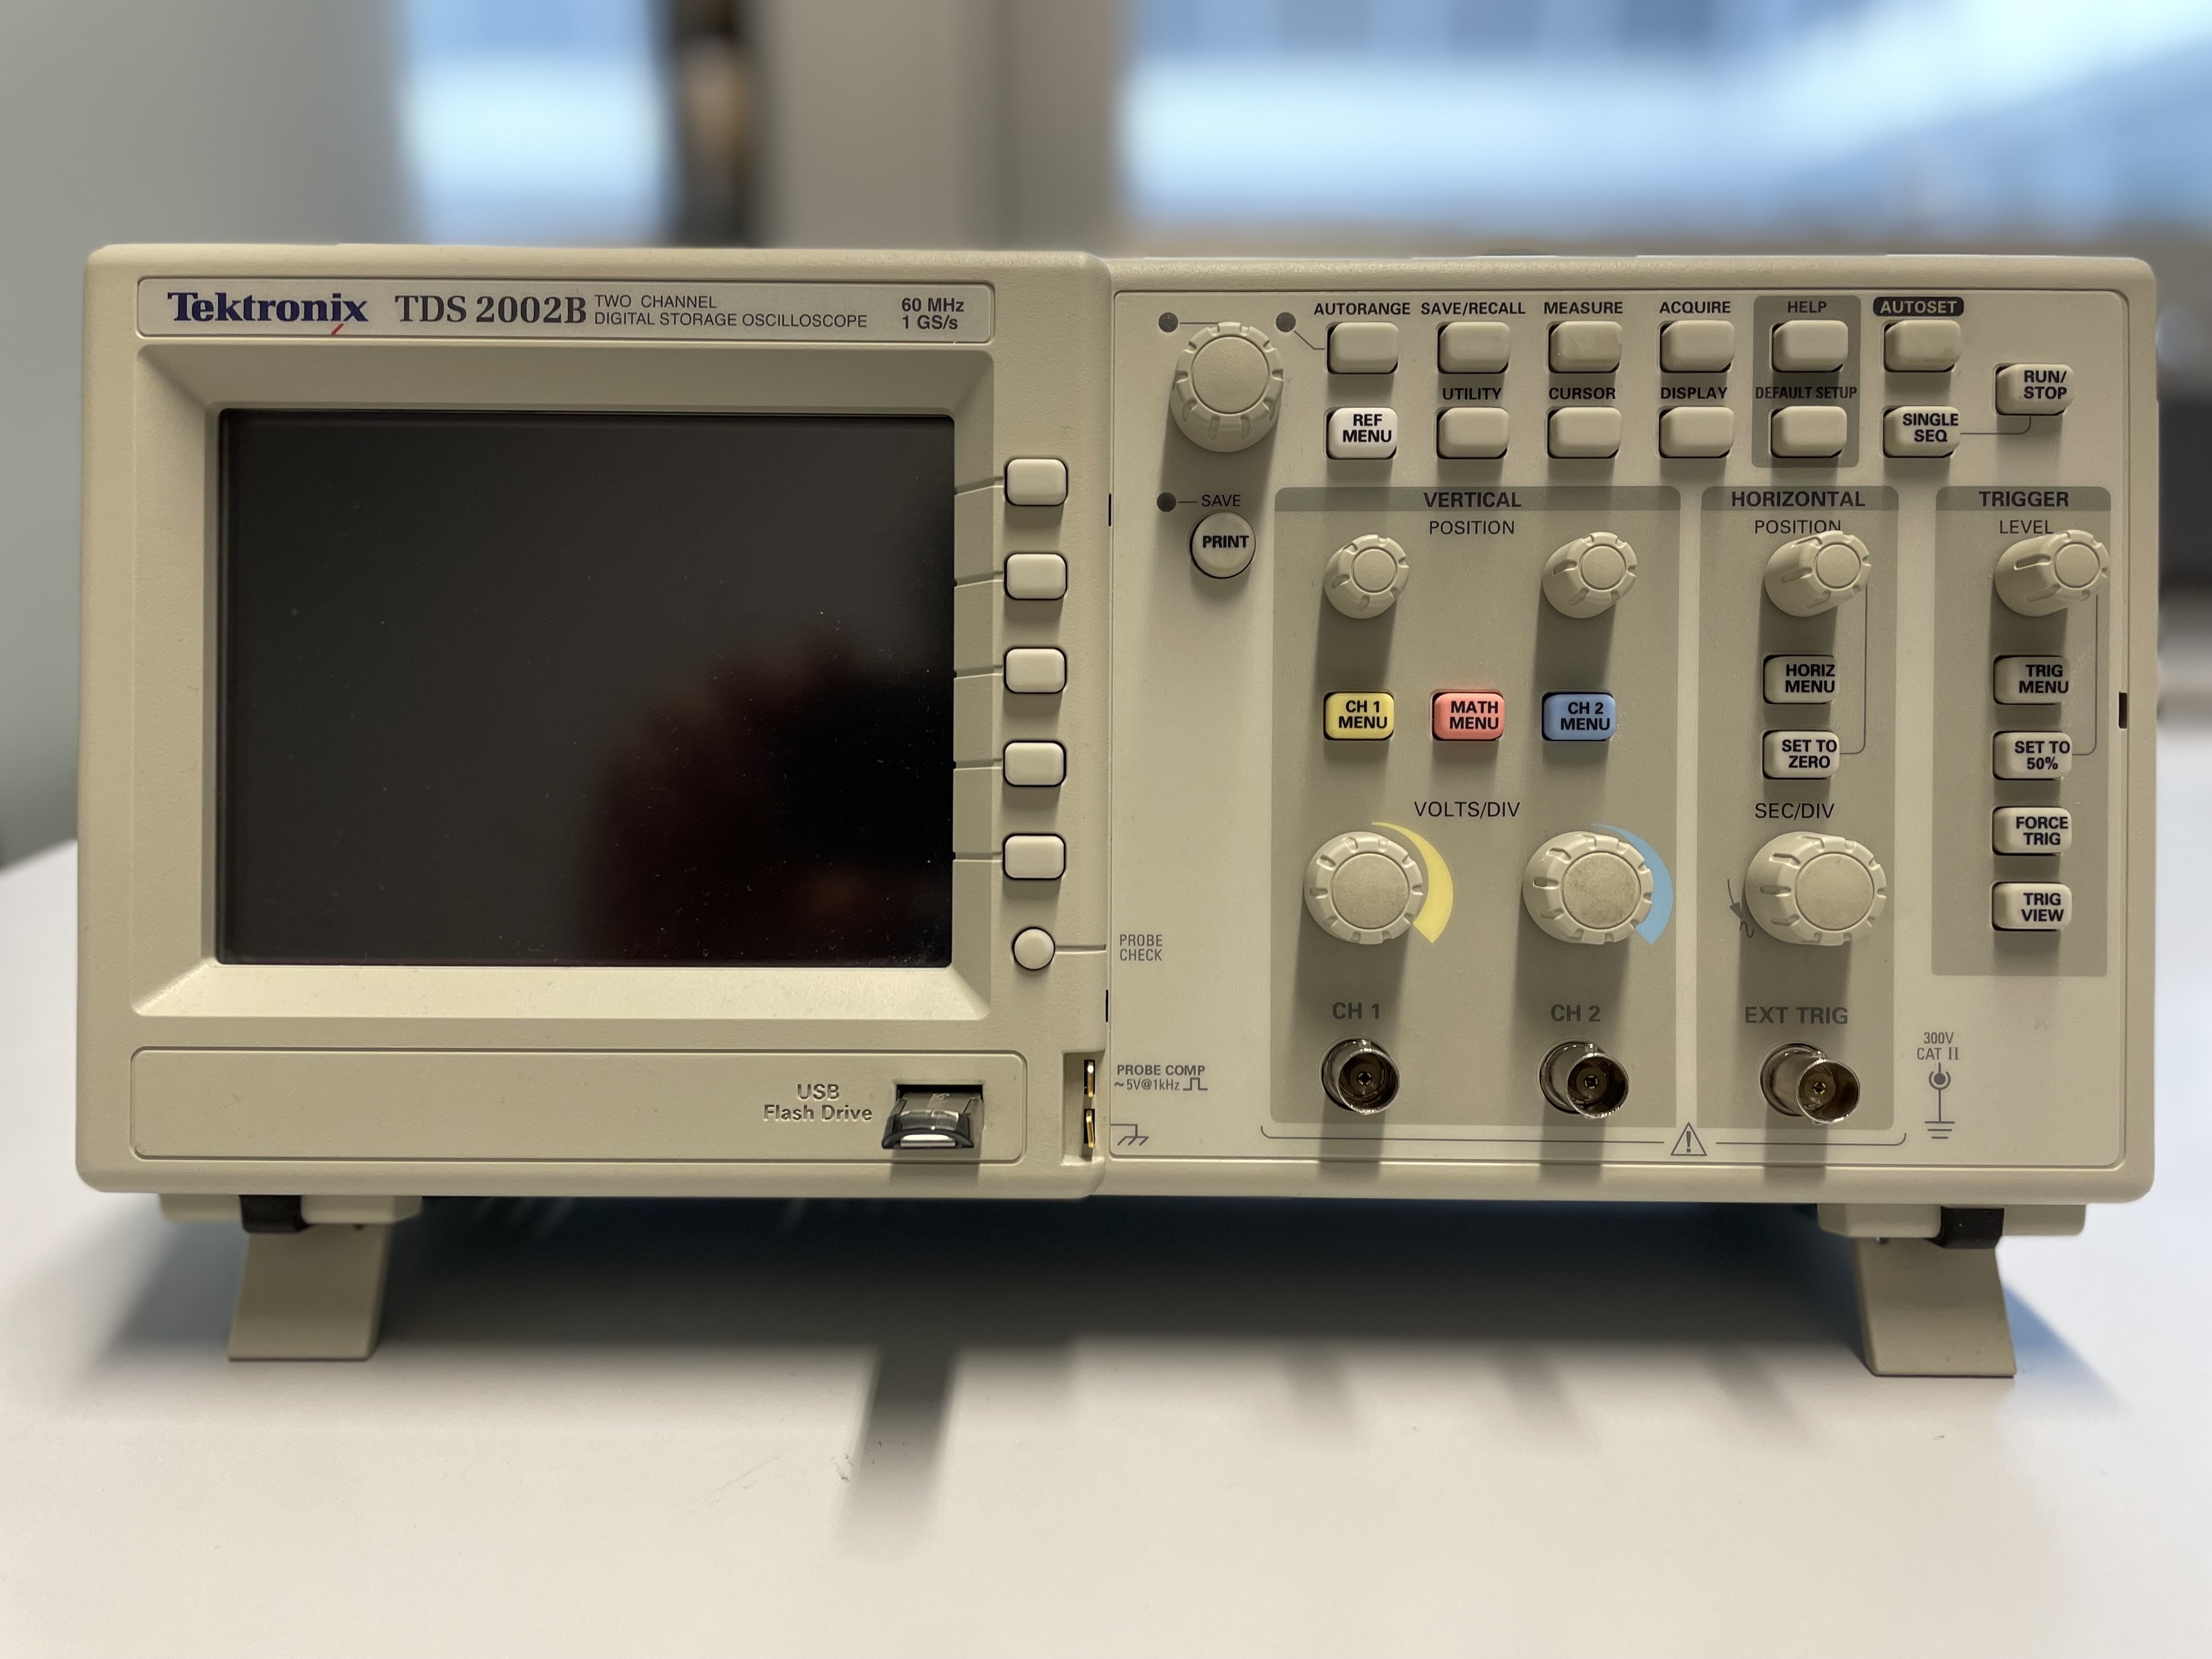 Tektronix TDS 2002B
TWO CHANNEL
DIGITAL STORAGE OSCILLOSCOPE
60 MHz
1 GS/s
AUTORANGE SAVE/RECALL MEASURE ACQUIRE HELP AUTOSET
RUN/
STOP
UTILITY CURSOR DISPLAY DEFAULT SETUP
REF
MENU
SINGLE
SEQ
SAVE
PRINT
VERTICAL
POSITION
HORIZONTAL
POSITION
TRIGGER
LEVEL
CH 1
MENU
MATH
MENU
CH 2
MENU
HORIZ
MENU
SET TO
ZERO
TRIG
MENU
SET TO
50%
FORCE
TRIG
TRIG
VIEW
VOLTS/DIV
SEC/DIV
PROBE
CHECK
CH 1
CH 2
EXT TRIG
300V
CAT II
PROBE COMP
~5V@1kHz
USB
Flash Drive